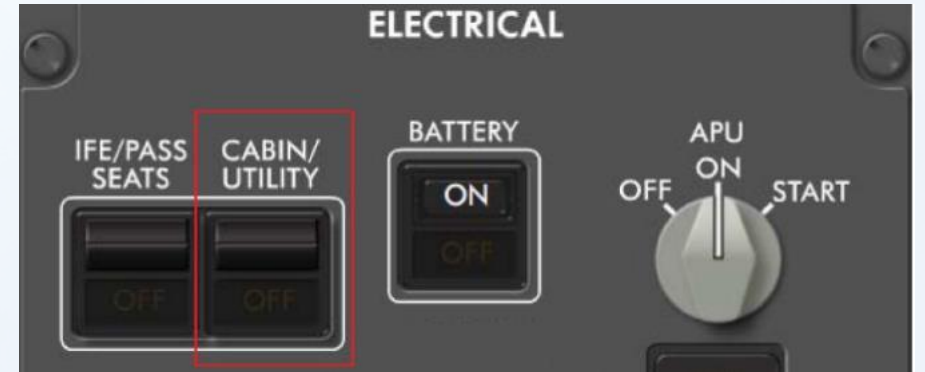 ELECTRICAL
IFE/PASS
SEATS
CABIN/
UTILITY
BATTERY
APU
ON
OFF
START
ON
OFF
OFF
OFF